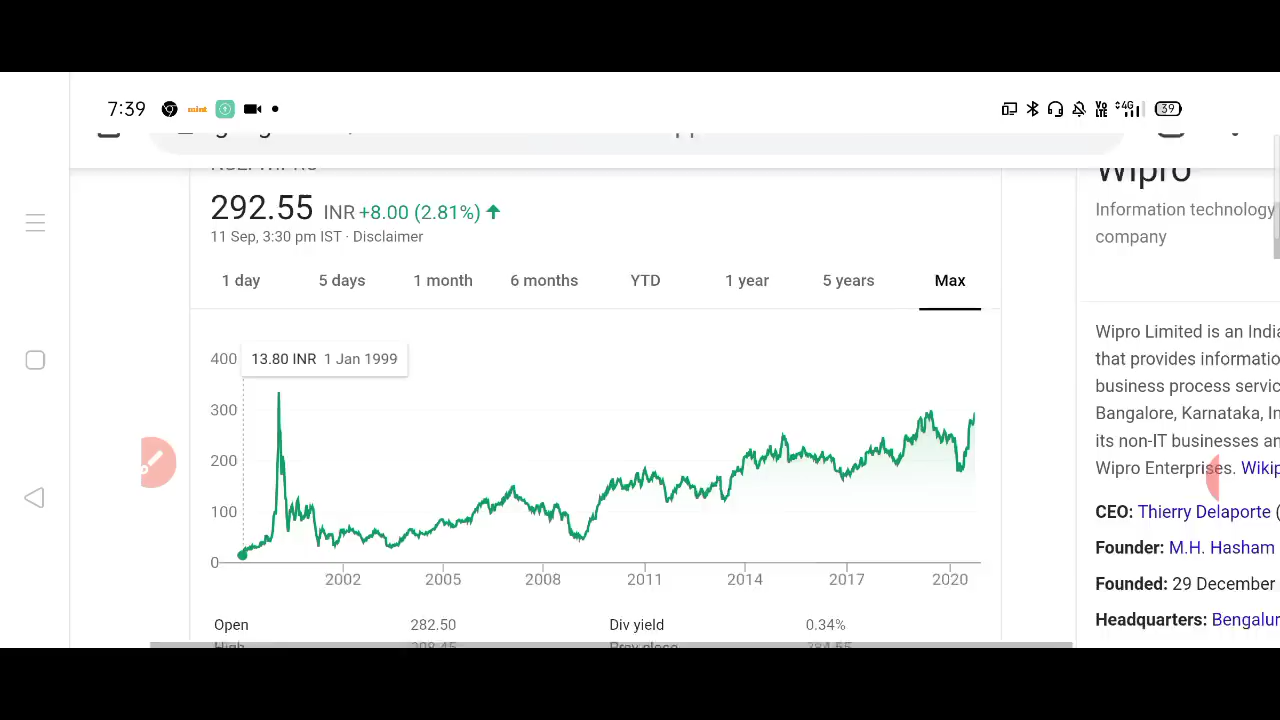 7:39 mint 4G 39
292.55 INR +8.00 (2.81%)
11 Sep, 3:30 pm IST · Disclaimer
1 day 5 days 1 month 6 months YTD 1 year 5 years Max
13.80 INR 1 Jan 1999
400
300
200
100
0
2002 2005 2008 2011 2014 2017 2020
Open 282.50 Div yield 0.34%
Wipro
Information technology
company
Wipro Limited is an Indi
that provides informatio
business process servic
Bangalore, Karnataka, In
its non-IT businesses an
Wipro Enterprises. Wikip
CEO: Thierry Delaporte (
Founder: M.H. Hasham
Founded: 29 December
Headquarters: Bengalur